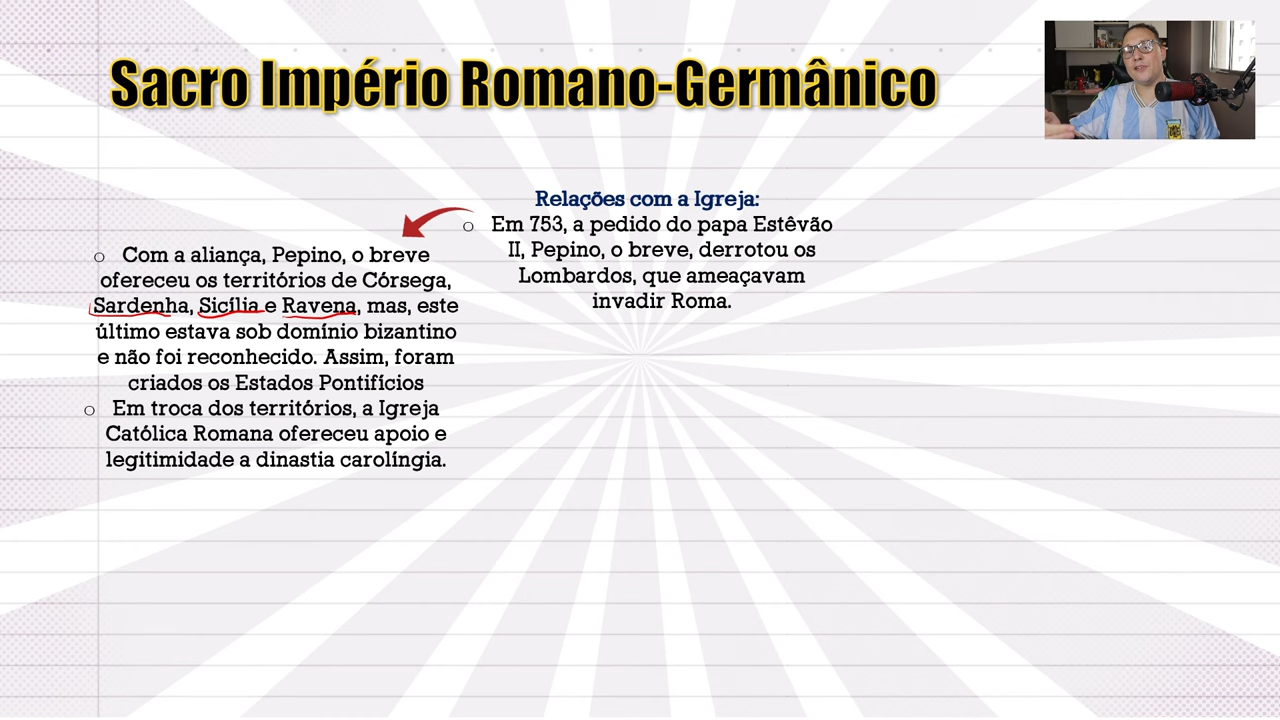 Sacro Império Romano-Germânico
Relações com a Igreja:
○ Em 753, a pedido do papa Estêvão
II, Pepino, o breve, derrotou os
Lombardos, que ameaçavam
invadir Roma.
○ Com a aliança, Pepino, o breve
ofereceu os territórios de Córsega,
Sardenha, Sicília e Ravena, mas, este
último estava sob domínio bizantino
e não foi reconhecido. Assim, foram
criados os Estados Pontifícios
○ Em troca dos territórios, a Igreja
Católica Romana ofereceu apoio e
legitimidade a dinastia carolíngia.